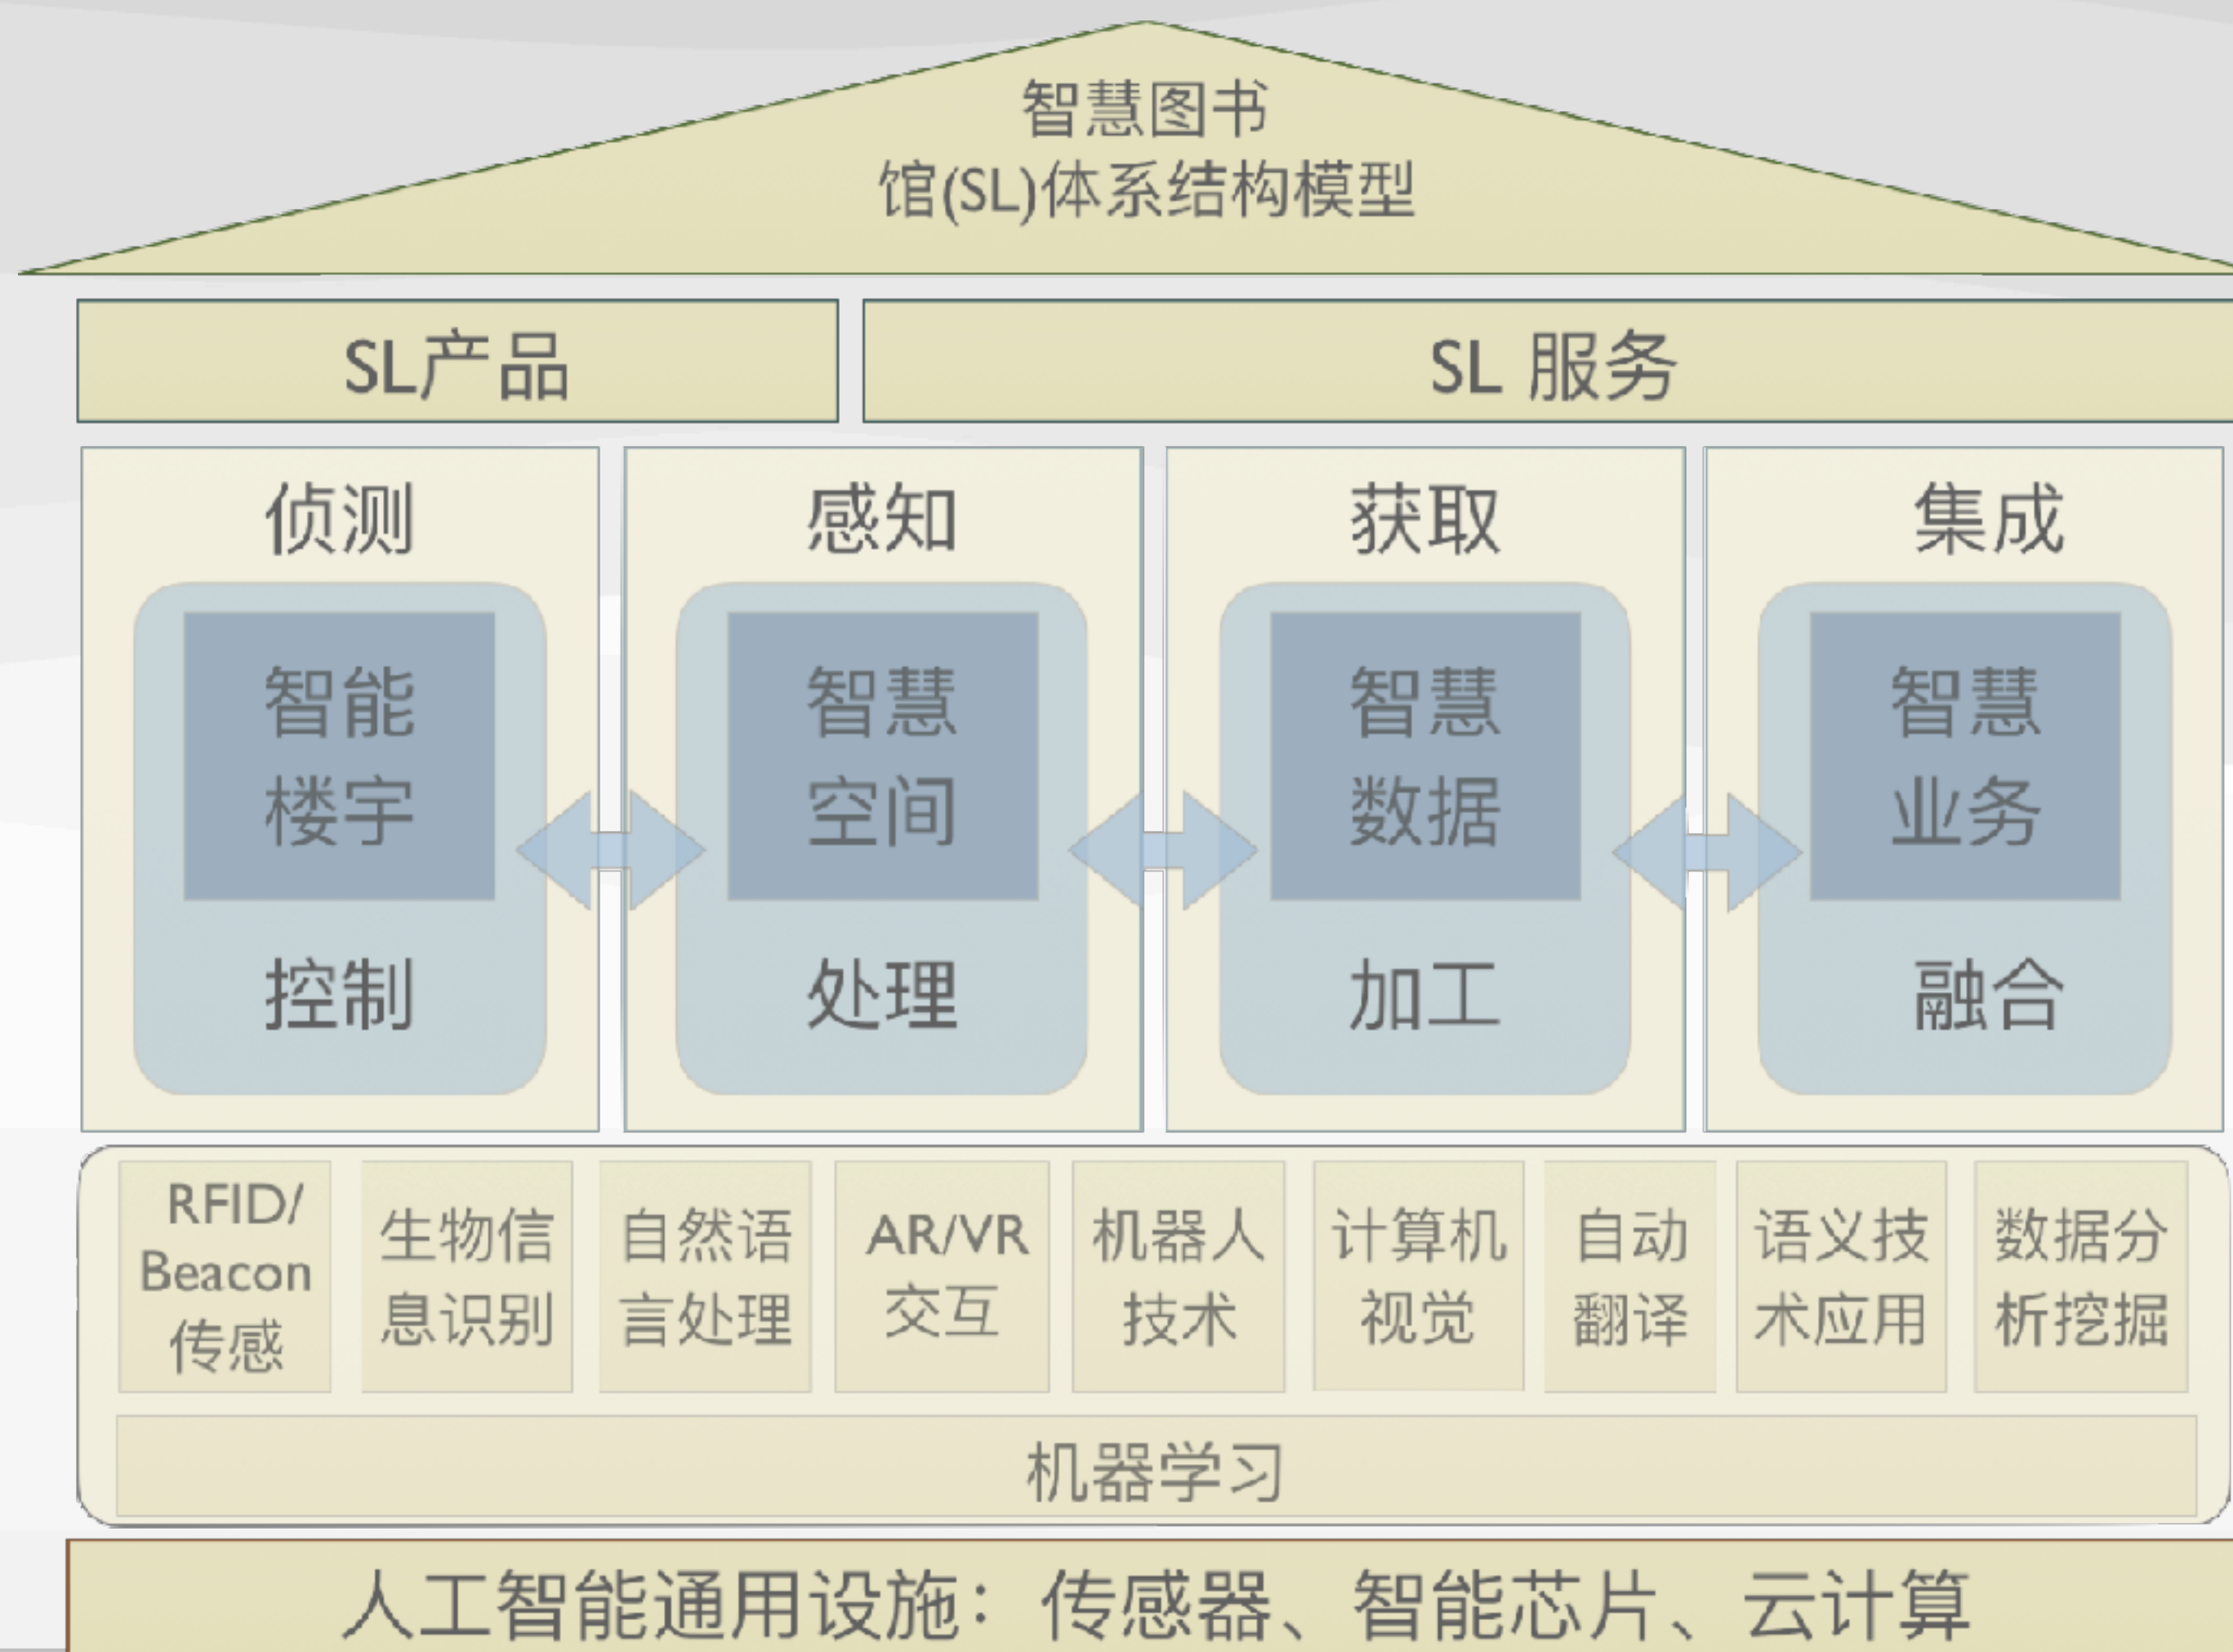 智慧图书
馆(SL)体系结构模型
SL产品
SL 服务
侦测
智能
楼宇
控制
感知
智慧
空间
处理
获取
智慧
数据
加工
集成
智慧
业务
融合
RFID/
Beacon
传感
生物信
息识别
自然语
言处理
AR/VR
交互
机器人
技术
计算机
视觉
自动
翻译
语义技
术应用
数据分
析挖掘
机器学习
人工智能通用设施：传感器、智能芯片、云计算